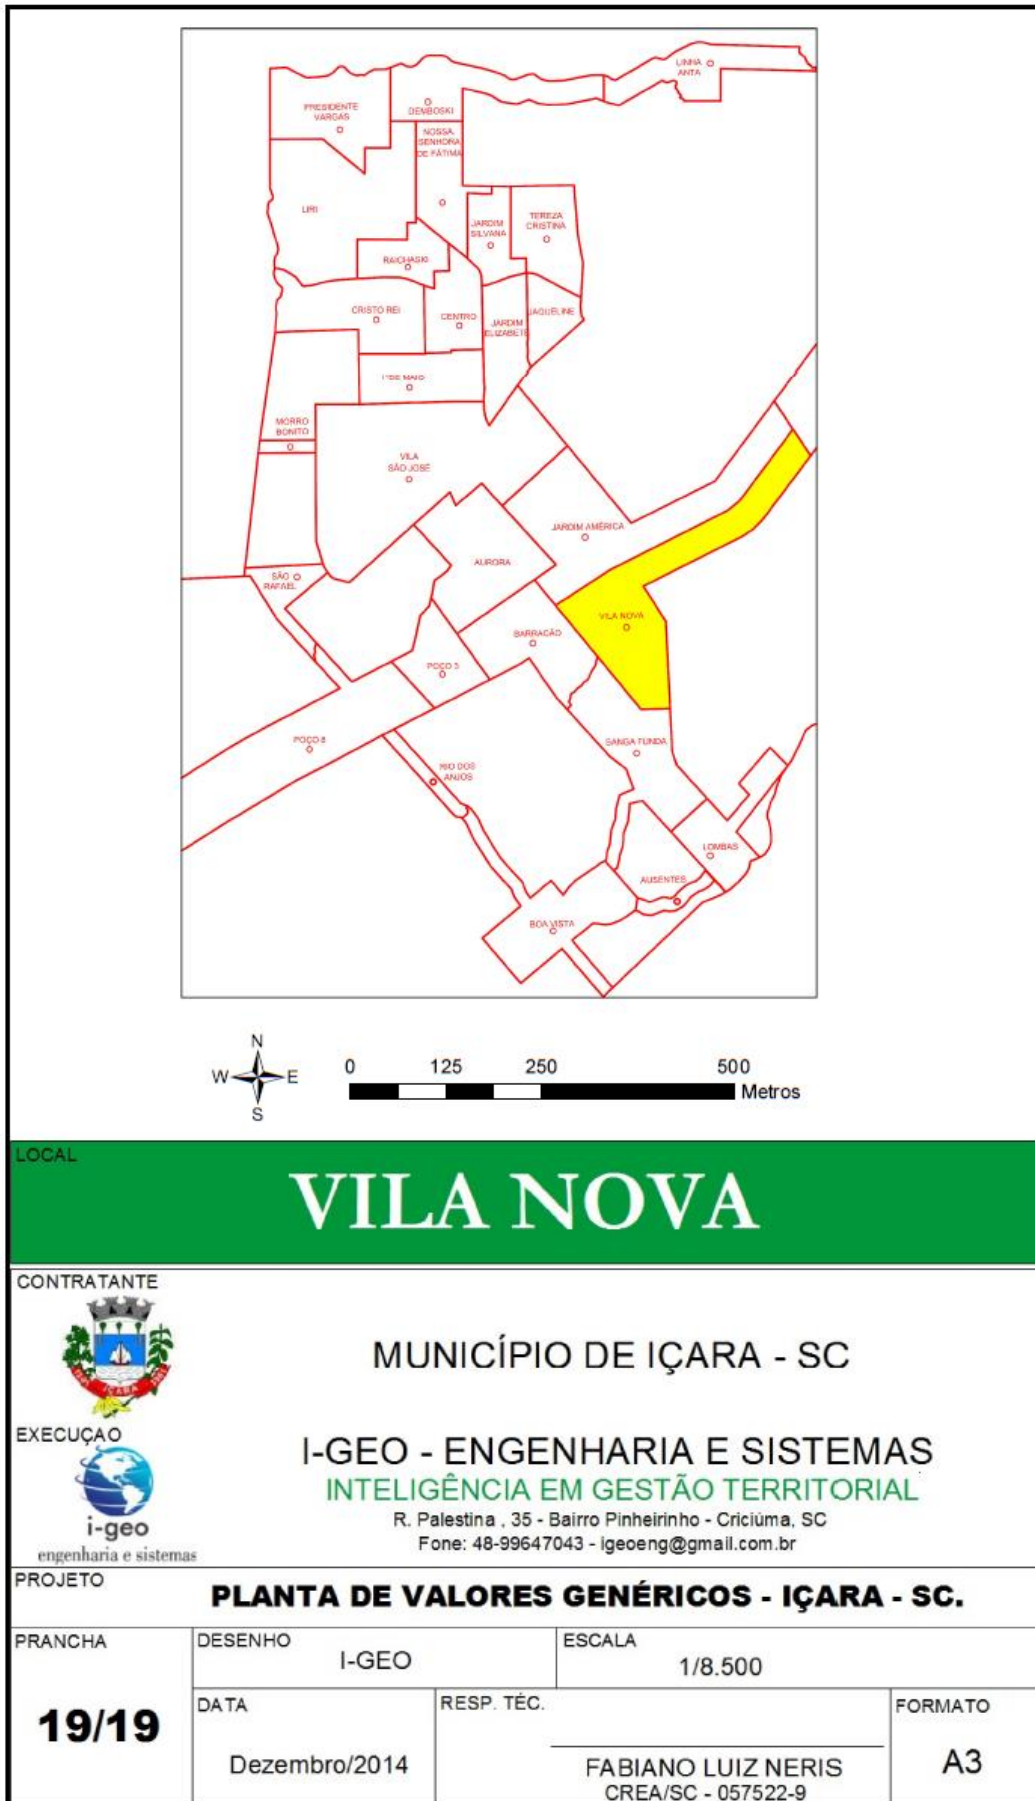 LINHA
ANTA
PRESIDENTE
VARGAS
DEMBOSKI
NOSSA
SENHORA
DE FÁTIMA
LIRI
JARDIM
SILVANA
TEREZA
CRISTINA
RAICHASKI
CRISTO REI
CENTRO
JARDIM
ELIZABETE
JAQUELINE
1º DE MAIO
MORRO
BONITO
VILA
SÃO JOSÉ
JARDIM AMÉRICA
AURORA
SÃO
RAFAEL
VILA NOVA
BARRACÃO
POÇO 3
POÇO 8
SANGA FUNDA
RIO DOS
ANJOS
LOMBAS
AUSENTES
BOA VISTA
N
W E
S
0 125 250 500
Metros
LOCAL
VILA NOVA
CONTRATANTE
IÇARA
MUNICÍPIO DE IÇARA - SC
EXECUÇAO
i-geo
engenharia e sistemas
I-GEO - ENGENHARIA E SISTEMAS
INTELIGÊNCIA EM GESTÃO TERRITORIAL
R. Palestina , 35 - Bairro Pinheirinho - Criciúma, SC
Fone: 48-99647043 - igeoeng@gmail.com.br
PROJETO
PLANTA DE VALORES GENÉRICOS - IÇARA - SC.
PRANCHA
19/19
DESENHO
I-GEO
ESCALA
1/8.500
DATA
Dezembro/2014
RESP. TÉC.
FABIANO LUIZ NERIS
CREA/SC - 057522-9
FORMATO
A3